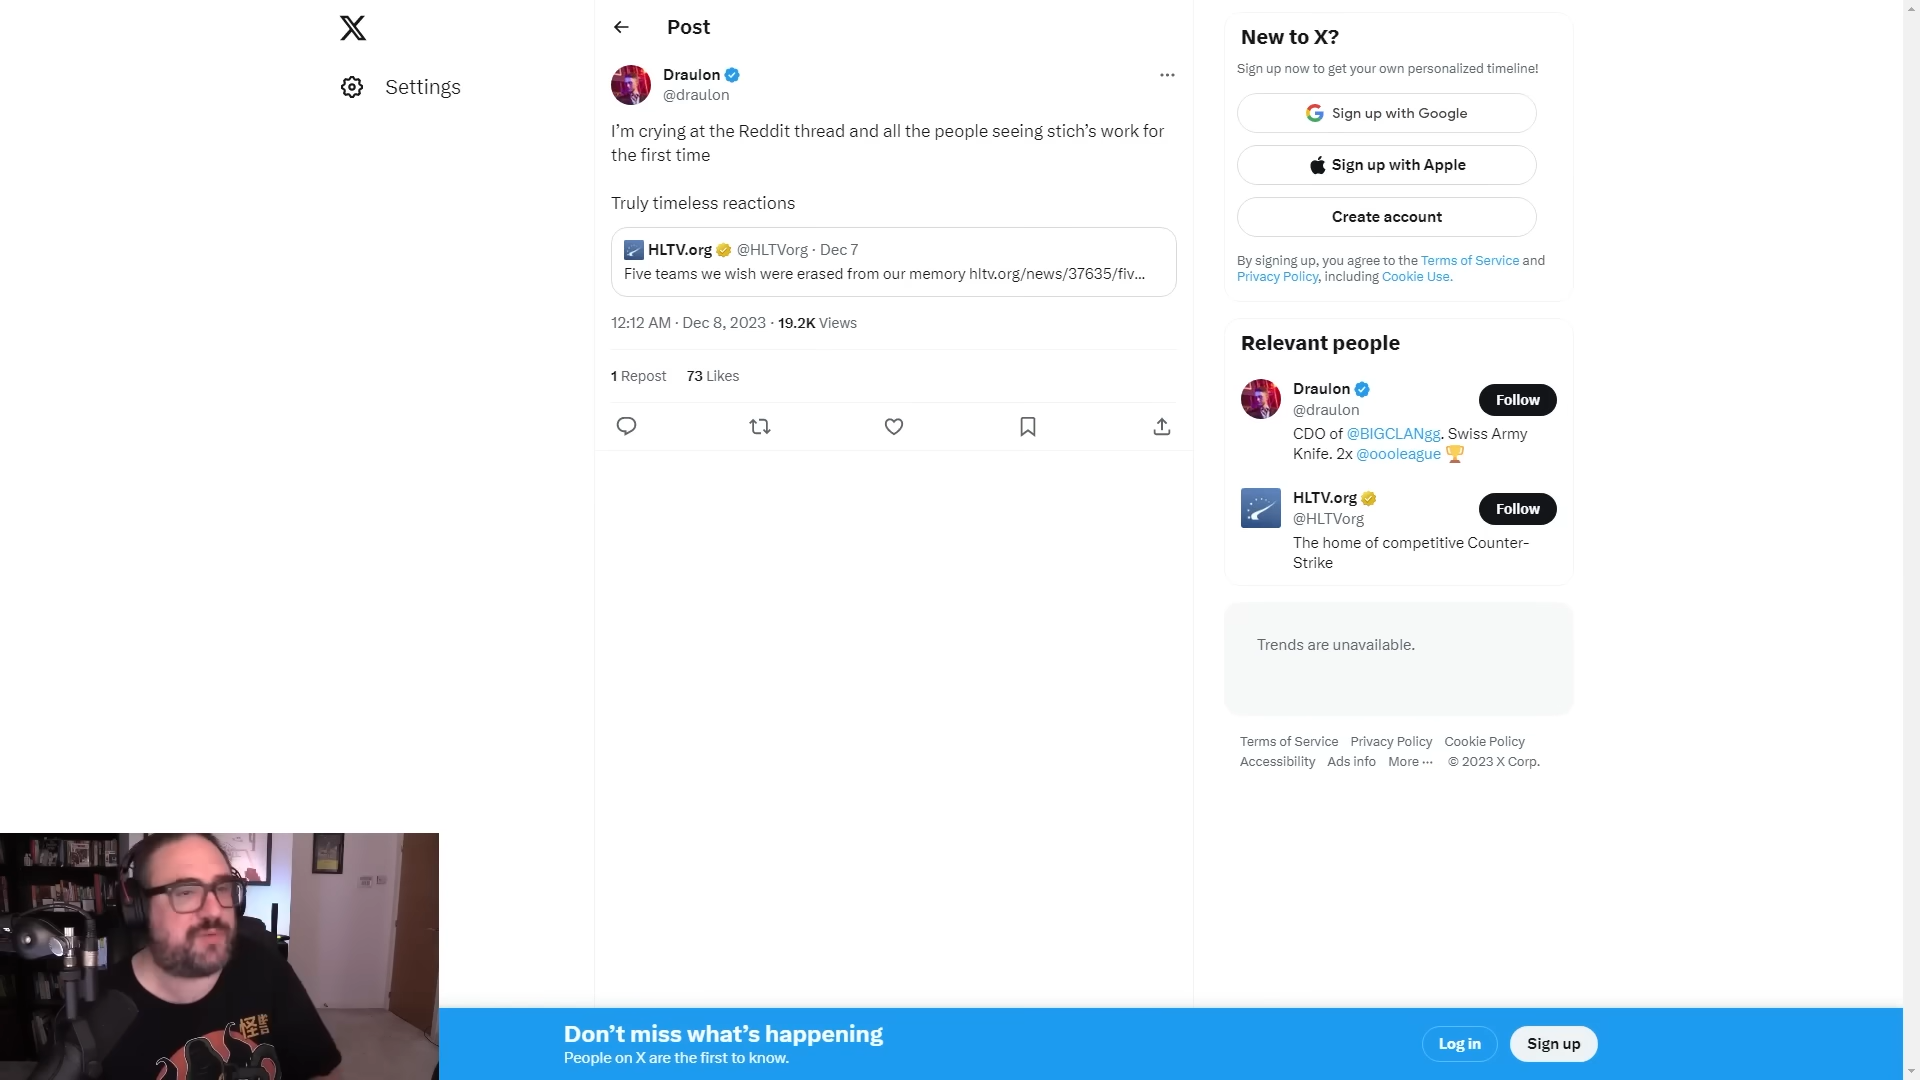 Post
Settings
Draulon
@draulon
I’m crying at the Reddit thread and all the people seeing stich’s work for
the first time
Truly timeless reactions
HLTV.org @HLTVorg · Dec 7
Five teams we wish were erased from our memory hltv.org/news/37635/fiv...
12:12 AM · Dec 8, 2023 · 19.2K Views
1 Repost 73 Likes
New to X?
Sign up now to get your own personalized timeline!
Sign up with Google
Sign up with Apple
Create account
By signing up, you agree to the Terms of Service and
Privacy Policy, including Cookie Use.
Relevant people
Draulon
@draulon
Follow
CDO of @BIGCLANgg. Swiss Army
Knife. 2x @oooleague 🏆
HLTV.org
@HLTVorg
Follow
The home of competitive Counter-
Strike
Trends are unavailable.
Terms of Service Privacy Policy Cookie Policy
Accessibility Ads info More ··· © 2023 X Corp.
Don’t miss what’s happening
People on X are the first to know.
Log in
Sign up